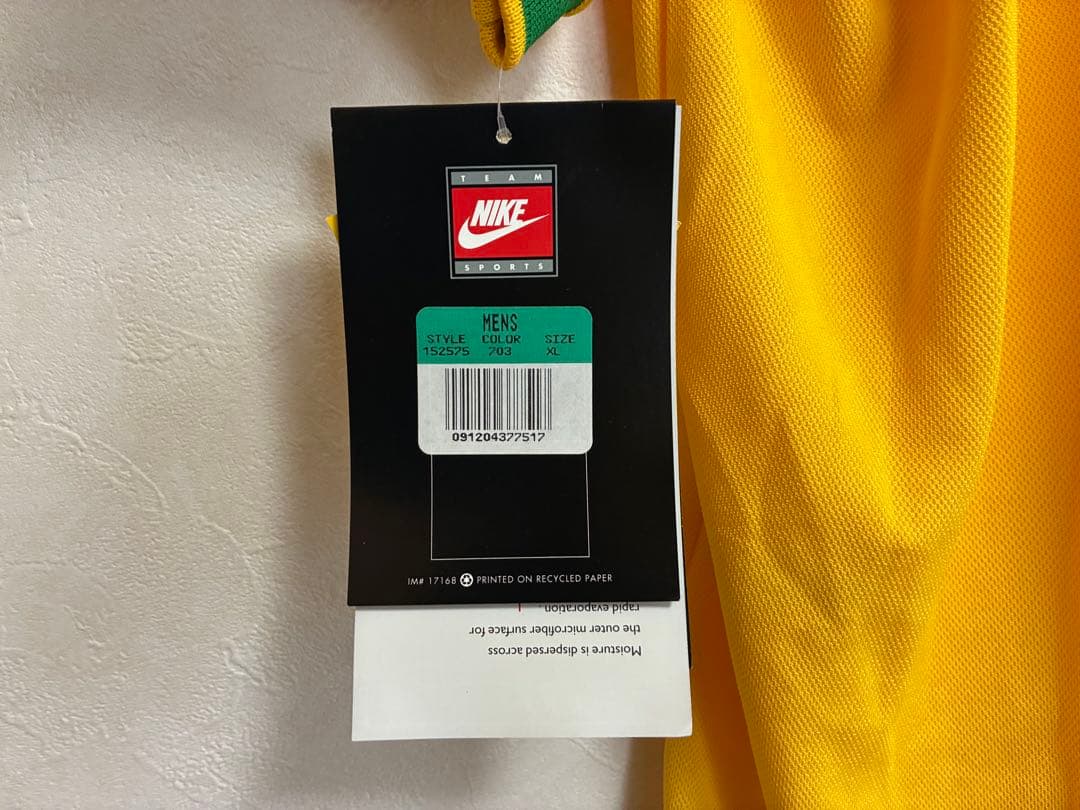 TEAM
NIKE
SPORTS
MENS
STYLE COLOR SIZE
152575 703 XL
091204377517
IM# 17168 PRINTED ON RECYCLED PAPER
Moisture is dispersed across
the outer microfiber surface for
rapid evaporation.